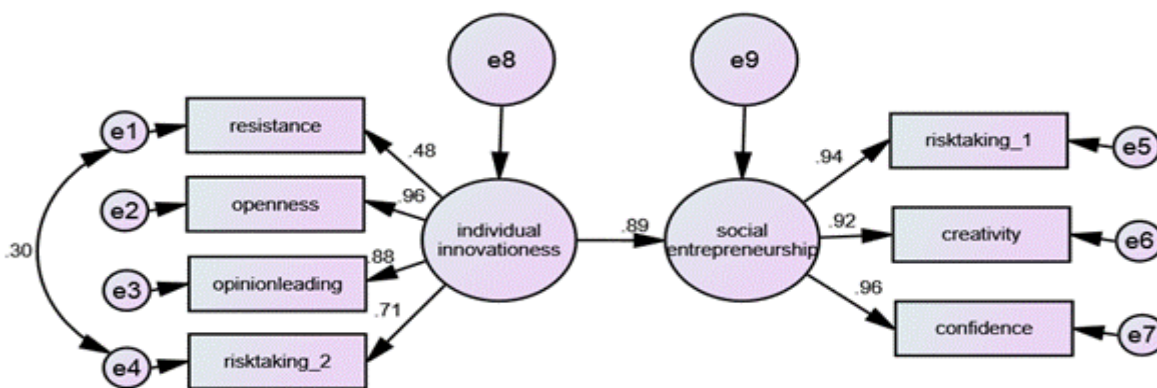 e8
e9
e1
resistance
.48
.94
risktaking_1
e5
e2
openness
.96
individual
innovationess
.89
social
entrepreneurship
.92
creativity
e6
.30
e3
opinionleading
.88
.71
.96
confidence
e7
e4
risktaking_2